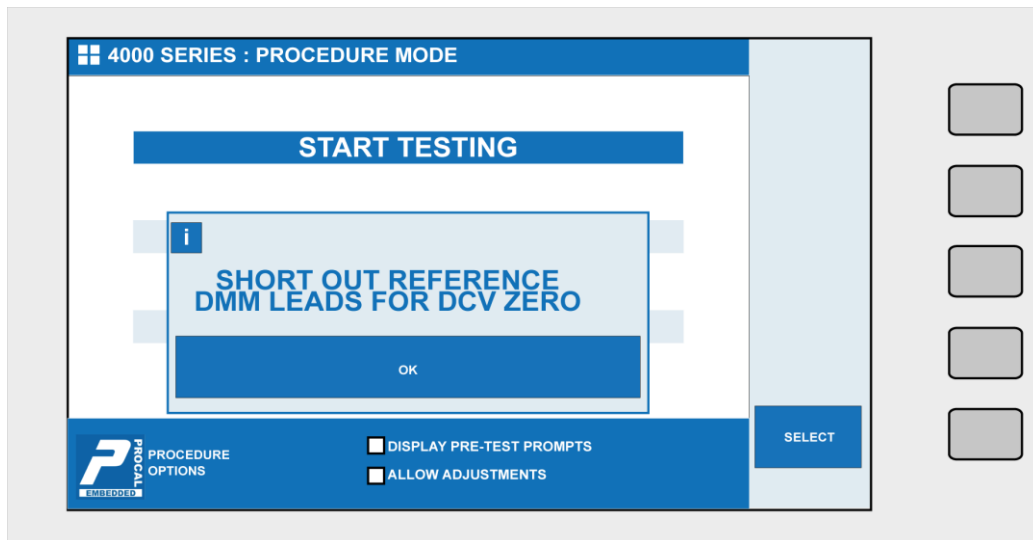 4000 SERIES : PROCEDURE MODE
START TESTING
i
SHORT OUT REFERENCE
DMM LEADS FOR DCV ZERO
OK
SELECT
P
PROCAL
EMBEDDED
PROCEDURE
OPTIONS
DISPLAY PRE-TEST PROMPTS
ALLOW ADJUSTMENTS